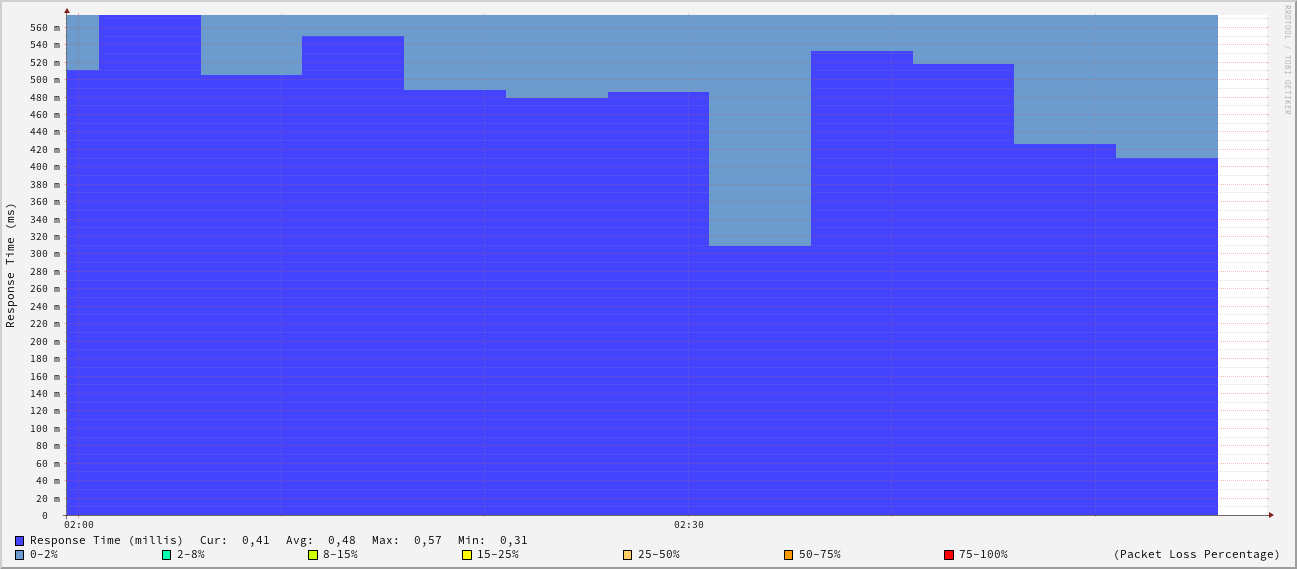 RRDTOOL / TOBI OETIKER
Response Time (ms)
560 m
540 m
520 m
500 m
480 m
460 m
440 m
420 m
400 m
380 m
360 m
340 m
320 m
300 m
280 m
260 m
240 m
220 m
200 m
180 m
160 m
140 m
120 m
100 m
80 m
60 m
40 m
20 m
0
02:00 02:30
Response Time (millis) Cur: 0,41 Avg: 0,48 Max: 0,57 Min: 0,31
0-2% 2-8% 8-15% 15-25% 25-50% 50-75% 75-100% (Packet Loss Percentage)